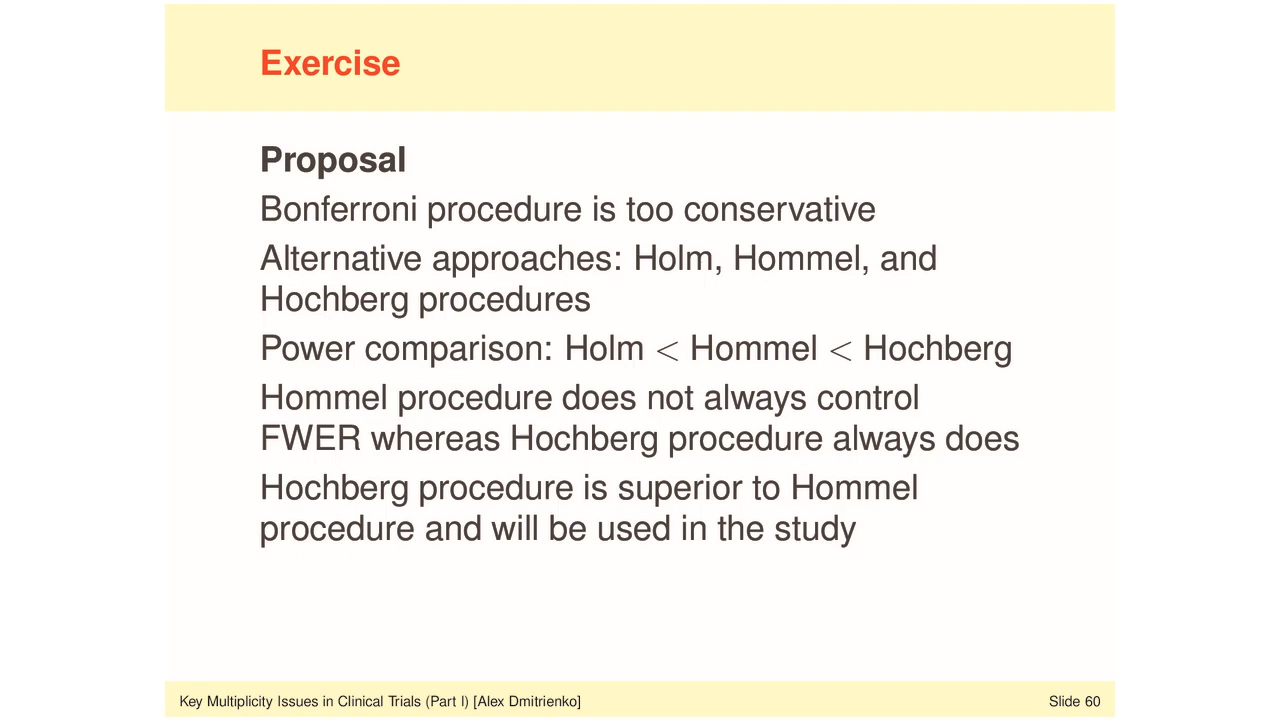 Exercise
Proposal
Bonferroni procedure is too conservative
Alternative approaches: Holm, Hommel, and
Hochberg procedures
Power comparison: Holm < Hommel < Hochberg
Hommel procedure does not always control
FWER whereas Hochberg procedure always does
Hochberg procedure is superior to Hommel
procedure and will be used in the study
Key Multiplicity Issues in Clinical Trials (Part I) [Alex Dmitrienko]
Slide 60